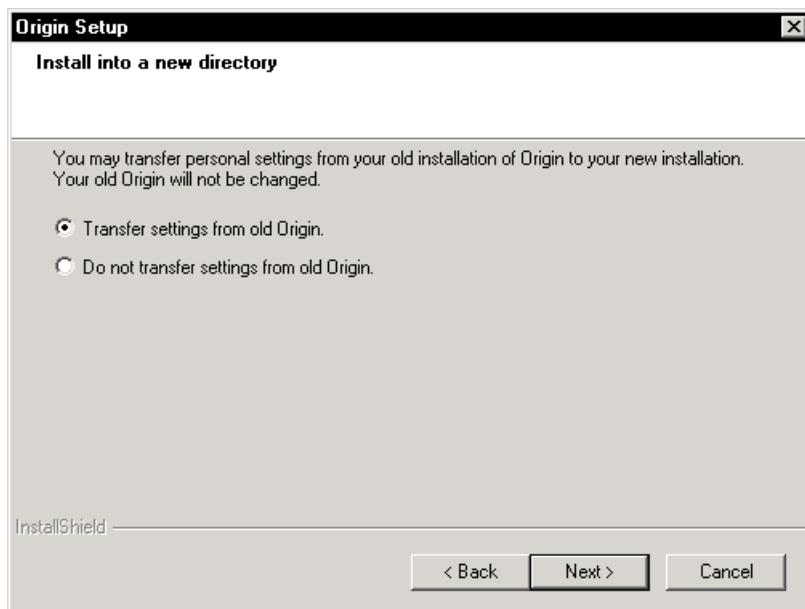 Origin Setup
Install into a new directory
You may transfer personal settings from your old installation of Origin to your new installation.
Your old Origin will not be changed.
Transfer settings from old Origin.
Do not transfer settings from old Origin.
InstallShield
< Back Next > Cancel